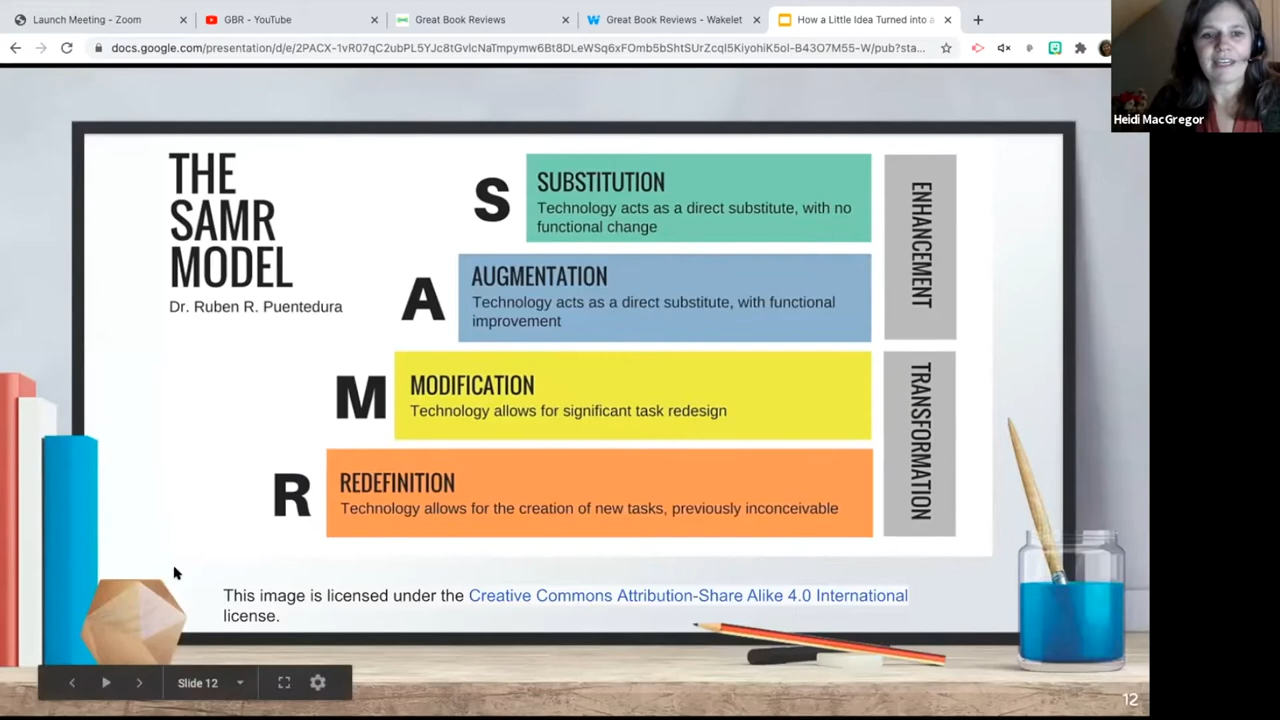 Launch Meeting - Zoom
GBR - YouTube
Great Book Reviews
Great Book Reviews - Wakelet
How a Little Idea Turned into a
docs.google.com/presentation/d/e/2PACX-1vR07qC2ubPL5YJc8tGvlcNaTmpymw6Bt8DLeWSq6xFOmb5bShtSUrZcqI5KiyohiK5ol-B43O7M55-W/pub?sta...
Heidi MacGregor
THE
SAMR
MODEL
Dr. Ruben R. Puentedura
S
SUBSTITUTION
Technology acts as a direct substitute, with no
functional change
A
AUGMENTATION
Technology acts as a direct substitute, with functional
improvement
ENHANCEMENT
M
MODIFICATION
Technology allows for significant task redesign
R
REDEFINITION
Technology allows for the creation of new tasks, previously inconceivable
TRANSFORMATION
This image is licensed under the Creative Commons Attribution-Share Alike 4.0 International
license.
Slide 12
12